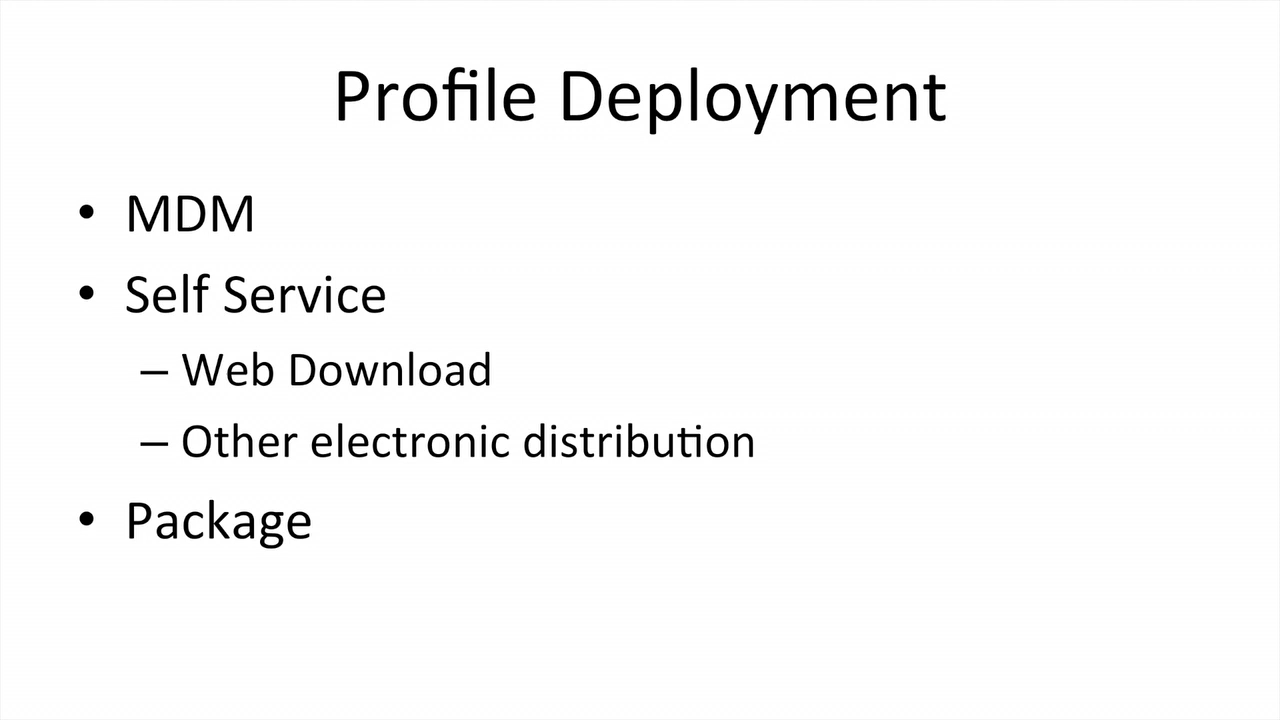 Profile Deployment
• MDM
• Self Service
– Web Download
– Other electronic distribution
• Package